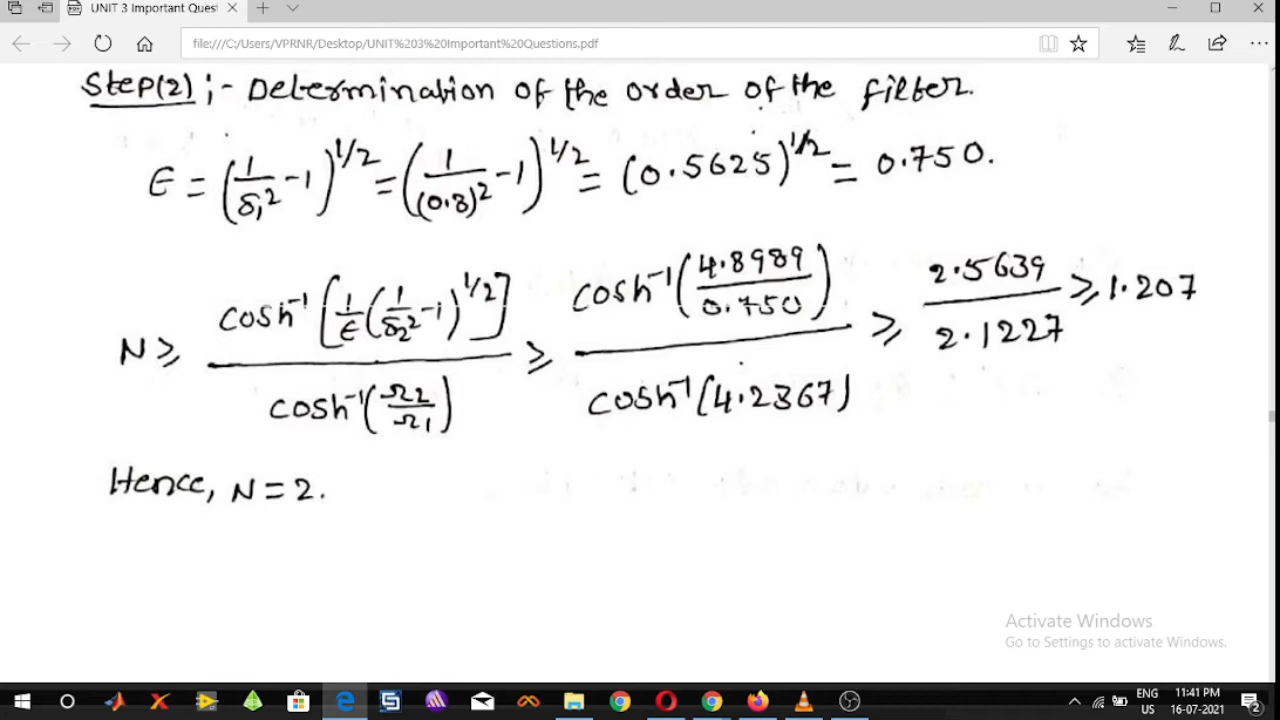 UNIT 3 Important Quest
file:///C:/Users/VPRNR/Desktop/UNIT%203%20Important%20Questions.pdf
Step(2) ;- Determination of the order of the filter.
ϵ = (1/δ₁² - 1)^1/2 = (1/(0.8)² - 1)^1/2 = (0.5625)^1/2 = 0.750.
N ≥ cosh⁻¹[1/ϵ (1/δ₂² - 1)^1/2] / cosh⁻¹(Ω2/Ω1) ≥ cosh⁻¹(4.8989/0.750) / cosh⁻¹(4.2367) ≥ 2.5639/2.1227 ≥ 1.207
Hence, N = 2.
Activate Windows
Go to Settings to activate Windows.
ENG 11:41 PM
US 16-07-2021 2